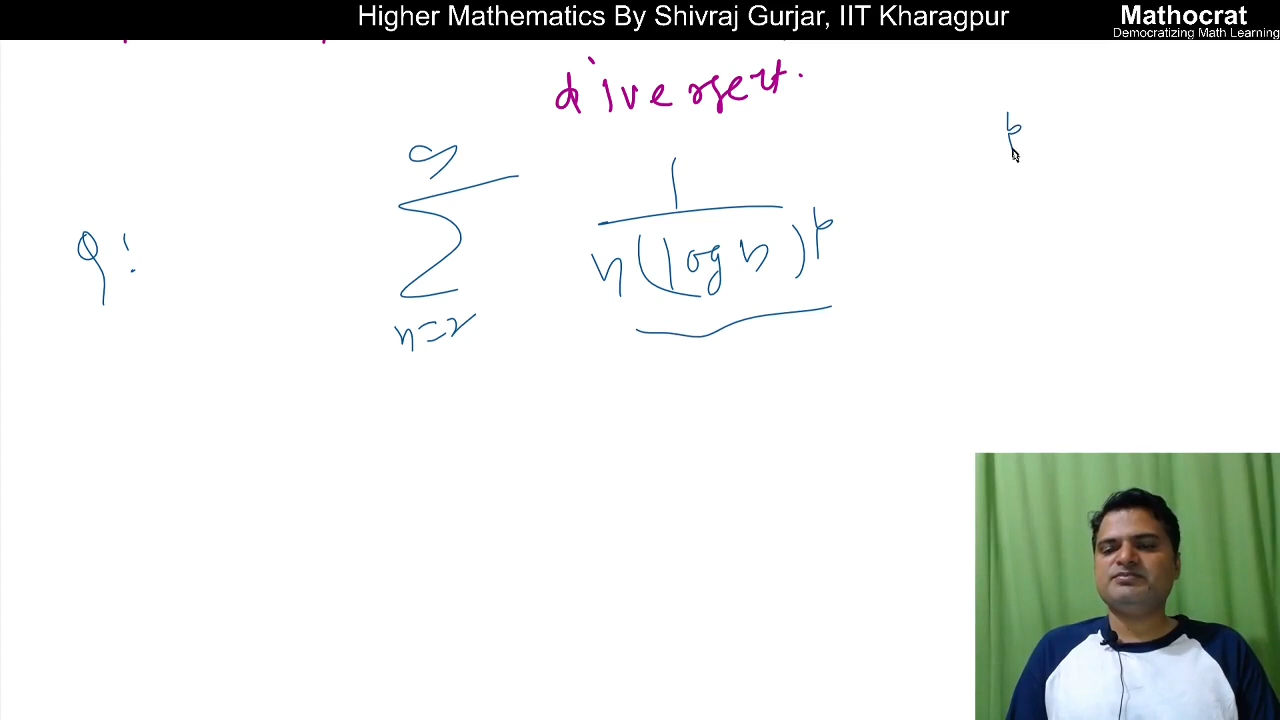 Higher Mathematics By Shivraj Gurjar, IIT Kharagpur
Mathocrat
Democratizing Math Learning
divergent.
p
Q: ∞ ∑ n=2 1 / n(log n)^p